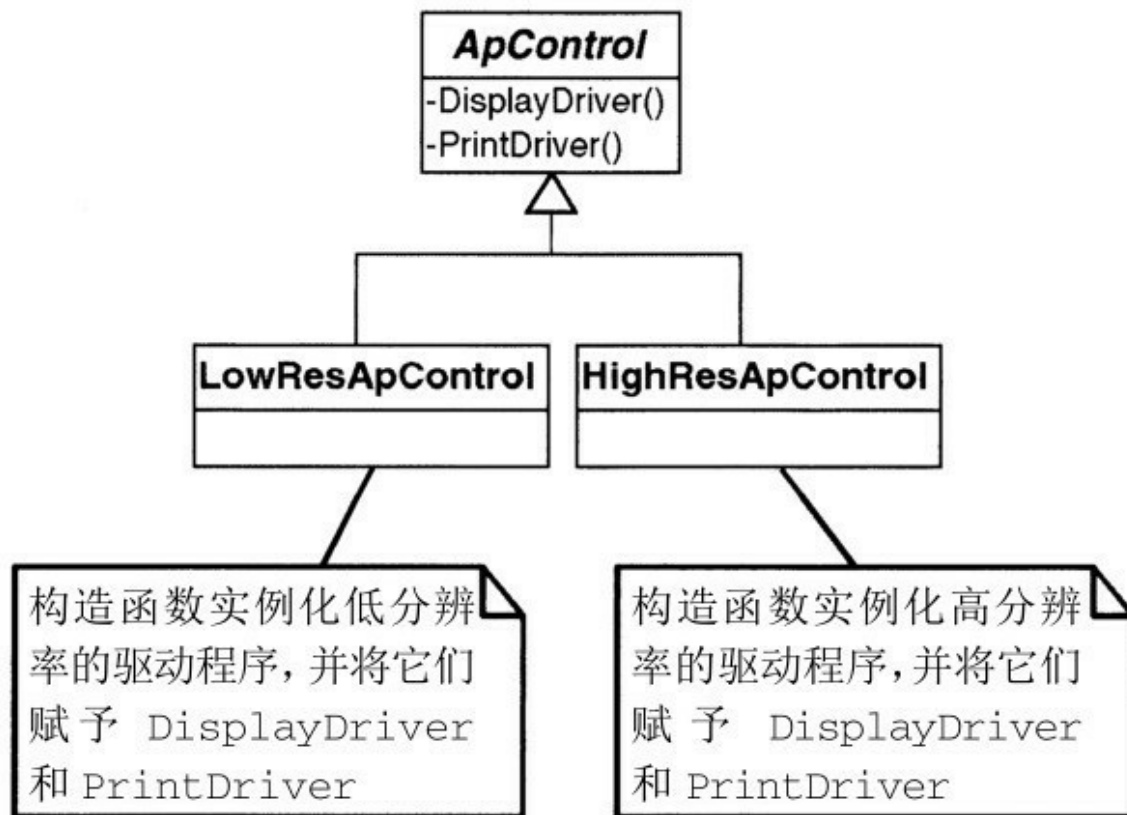 ApControl
-DisplayDriver()
-PrintDriver()
LowResApControl
HighResApControl
构造函数实例化低分辨
率的驱动程序，并将它们
赋予 DisplayDriver
和 PrintDriver
构造函数实例化高分辨
率的驱动程序，并将它们
赋予 DisplayDriver
和 PrintDriver